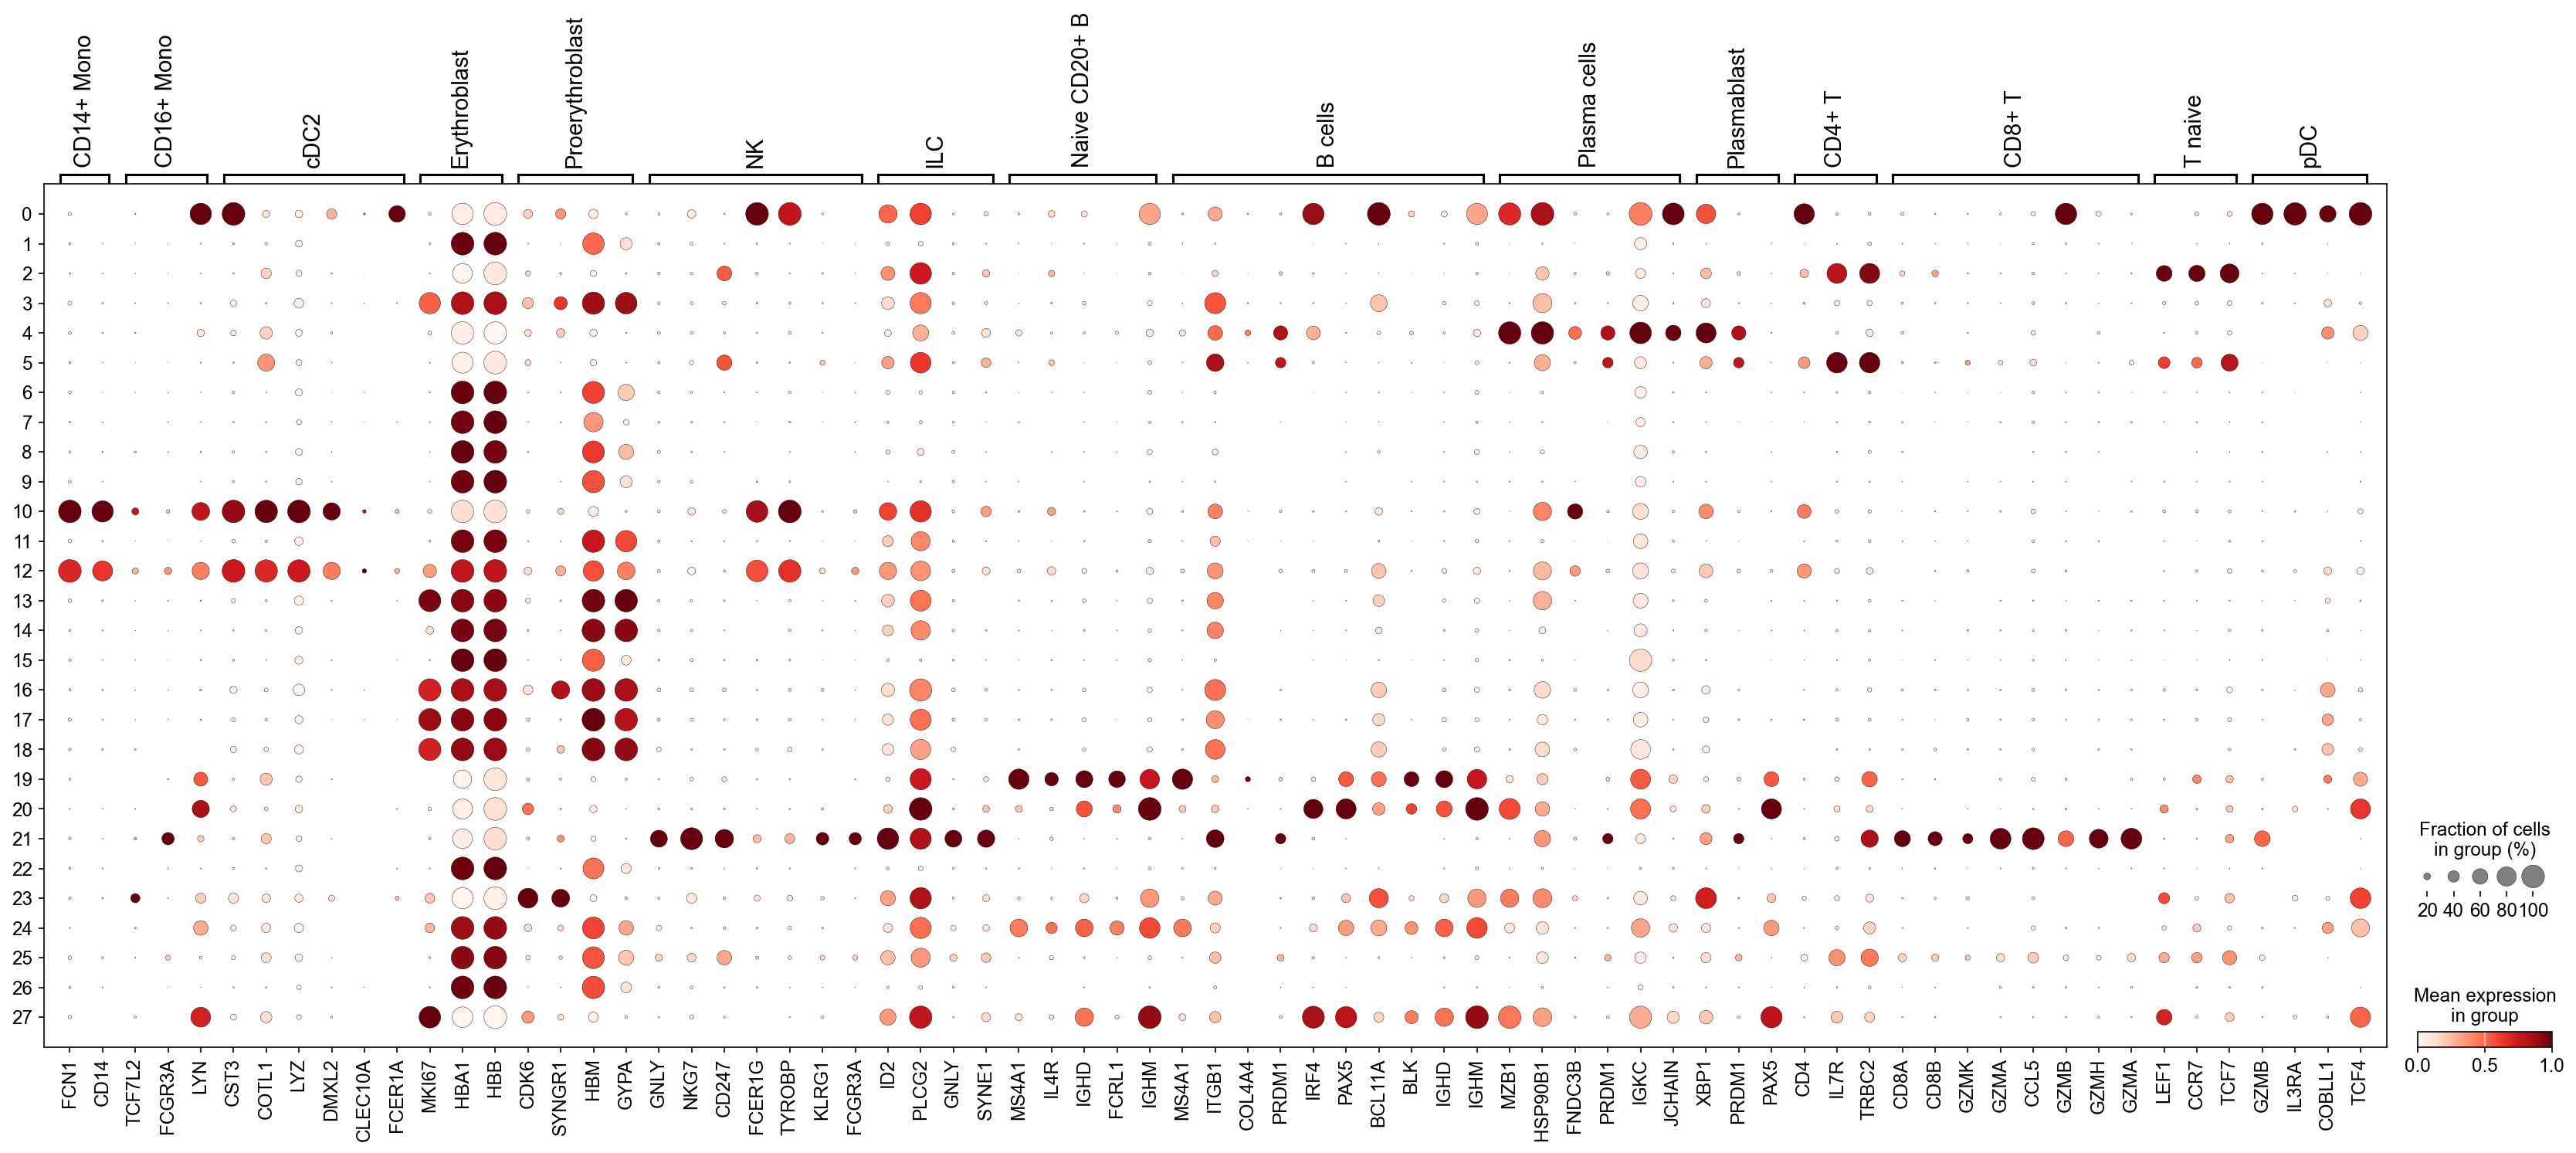 CD14+ Mono
CD16+ Mono
cDC2
Erythroblast
Proerythroblast
NK
ILC
Naive CD20+ B
B cells
Plasma cells
Plasmablast
CD4+ T
CD8+ T
T naive
pDC
0
1
2
3
4
5
6
7
8
9
10
11
12
13
14
15
16
17
18
19
20
21
22
23
24
25
26
27
FCN1
CD14
TCF7L2
FCGR3A
LYN
CST3
COTL1
LYZ
DMXL2
CLEC10A
FCER1A
MKI67
HBA1
HBB
CDK6
SYNGR1
HBM
GYPA
GNLY
NKG7
CD247
FCER1G
TYROBP
KLRG1
FCGR3A
ID2
PLCG2
GNLY
SYNE1
MS4A1
IL4R
IGHD
FCRL1
IGHM
MS4A1
ITGB1
COL4A4
PRDM1
IRF4
PAX5
BCL11A
BLK
IGHD
IGHM
MZB1
HSP90B1
FNDC3B
PRDM1
IGKC
JCHAIN
XBP1
PRDM1
PAX5
CD4
IL7R
TRBC2
CD8A
CD8B
GZMK
GZMA
CCL5
GZMB
GZMH
GZMA
LEF1
CCR7
TCF7
GZMB
IL3RA
COBLL1
TCF4
Fraction of cells
in group (%)
20 40 60 80 100
Mean expression
in group
0.0 0.5 1.0